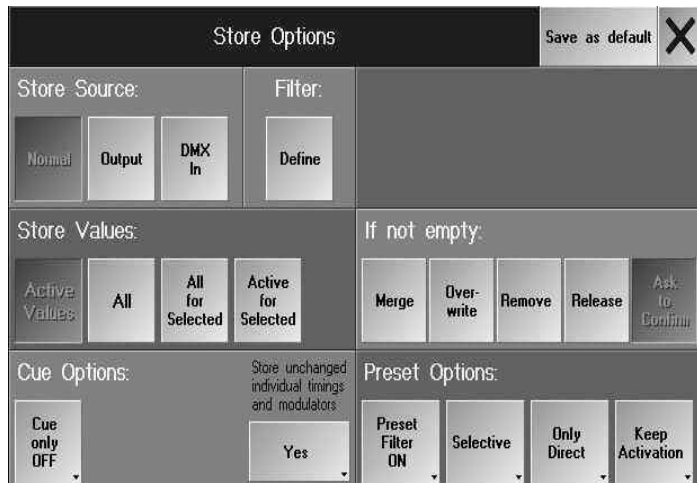 Store Options
Save as default
X
Store Source:
Filter:
Normal
Output
DMX
In
Define
Store Values:
If not empty:
Active
Values
All
All
for
Selected
Active
for
Selected
Merge
Over-
write
Remove
Release
Ask
to
Confirm
Cue Options:
Store unchanged
individual timings
and modulators
Preset Options:
Cue
only
OFF
Yes
Preset
Filter
ON
Selective
Only
Direct
Keep
Activation